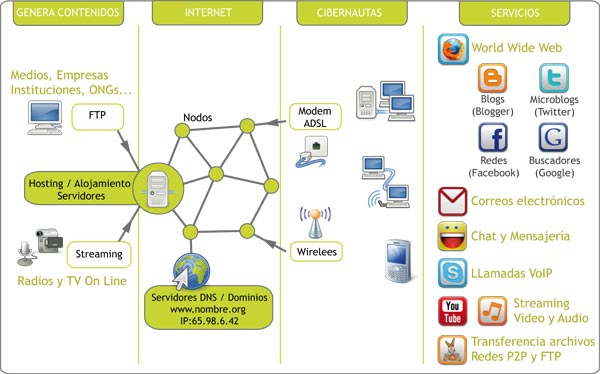 GENERA CONTENIDOS
INTERNET
CIBERNAUTAS
SERVICIOS
Medios, Empresas
Instituciones, ONGs...
FTP
Hosting / Alojamiento
Servidores
Streaming
Radios y TV On Line
Nodos
Servidores DNS / Dominios
www.nombre.org
IP:65.98.6.42
Modem
ADSL
Wirelees
World Wide Web
Blogs
(Blogger)
Microblogs
(Twitter)
Redes
(Facebook)
Buscadores
(Google)
Correos electrónicos
Chat y Mensajería
LLamadas VoIP
You
Tube
Streaming
Video y Audio
Transferencia archivos
Redes P2P y FTP